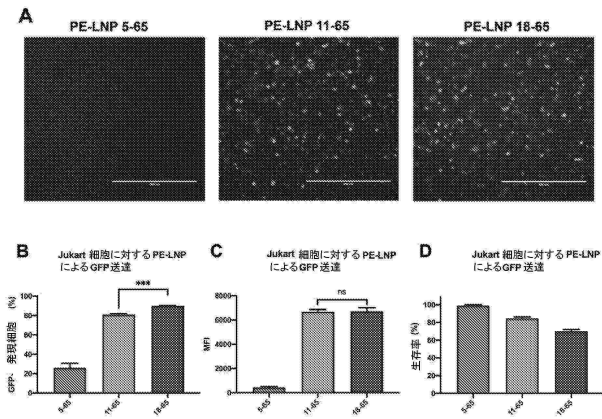 A
PE-LNP 5-65
PE-LNP 11-65
PE-LNP 18-65
B
Jukart 細胞に対するPE-LNP
によるGFP 送達
GFP- 発現細胞 (%)
100
80
60
40
20
0
***
5-65
11-65
18-65
C
Jukart 細胞に対するPE-LNP
によるGFP 送達
MFI
8000
6000
4000
2000
0
ns
5-65
11-65
18-65
D
Jukart 細胞に対するPE-LNP
によるGFP 送達
生存率 (%)
100
80
60
40
20
0
5-65
11-65
18-65